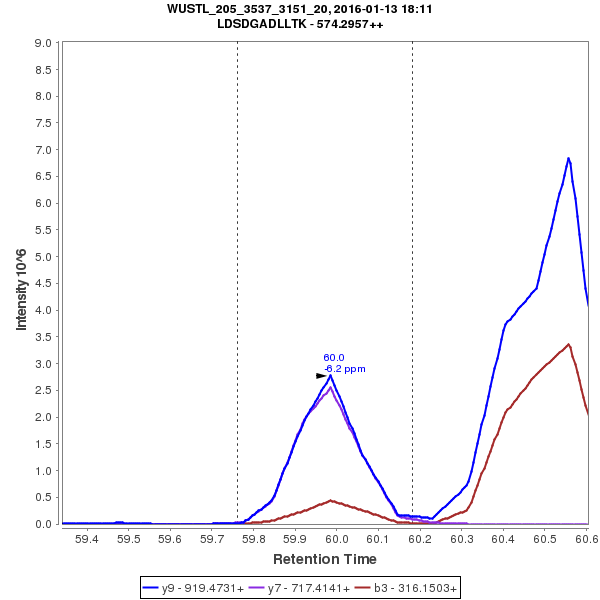 WUSTL_205_3537_3151_20, 2016-01-13 18:11
LDSDGADLLTK - 574.2957++
Intensity 10^6
9.0
8.5
8.0
7.5
7.0
6.5
6.0
5.5
5.0
4.5
4.0
3.5
3.0
2.5
2.0
1.5
1.0
0.5
0.0
60.0
-6.2 ppm
59.4 59.5 59.6 59.7 59.8 59.9 60.0 60.1 60.2 60.3 60.4 60.5 60.6
Retention Time
y9 - 919.4731+ y7 - 717.4141+ b3 - 316.1503+